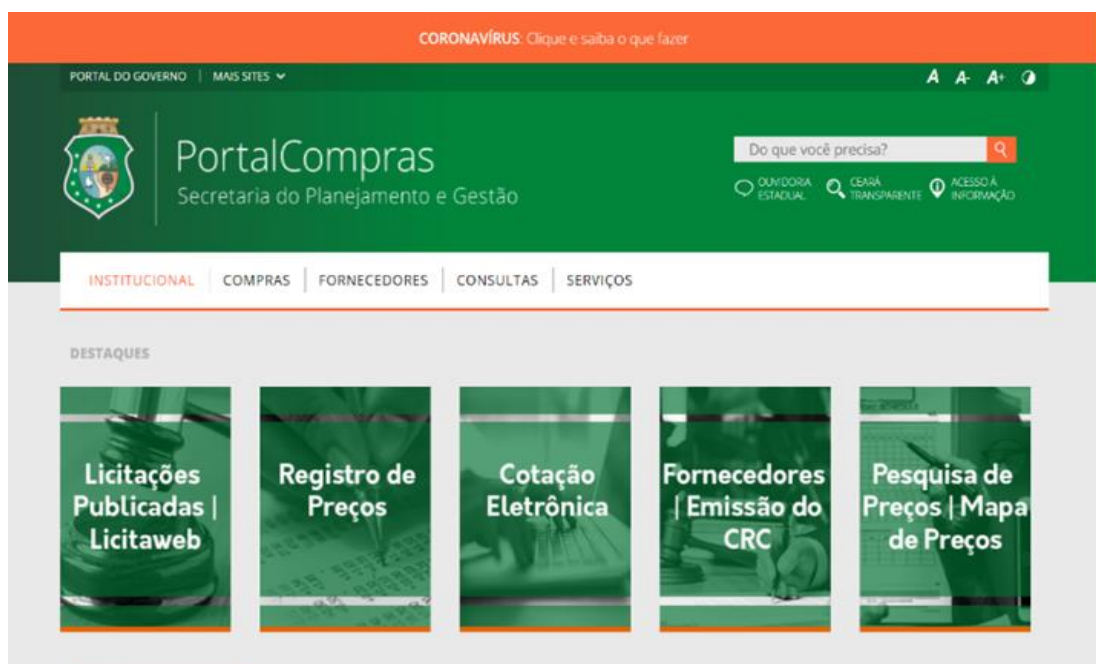 CORONAVÍRUS: Clique e saiba o que fazer
PORTAL DO GOVERNO | MAIS SITES
A A- A+
PortalCompras
Secretaria do Planejamento e Gestão
Do que você precisa?
OUVIDORIA
ESTADUAL
CEARÁ
TRANSPARENTE
ACESSO À
INFORMAÇÃO
INSTITUCIONAL | COMPRAS | FORNECEDORES | CONSULTAS | SERVIÇOS
DESTAQUES
Licitações
Publicadas |
Licitaweb
Registro de
Preços
Cotação
Eletrônica
Fornecedores
| Emissão do
CRC
Pesquisa de
Preços | Mapa
de Preços